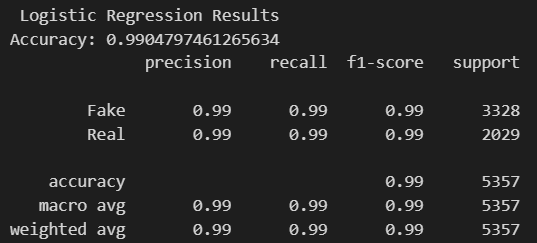 Logistic Regression Results
Accuracy: 0.9904797461265634
precision recall f1-score support
Fake 0.99 0.99 0.99 3328
Real 0.99 0.99 0.99 2029
accuracy 0.99 5357
macro avg 0.99 0.99 0.99 5357
weighted avg 0.99 0.99 0.99 5357